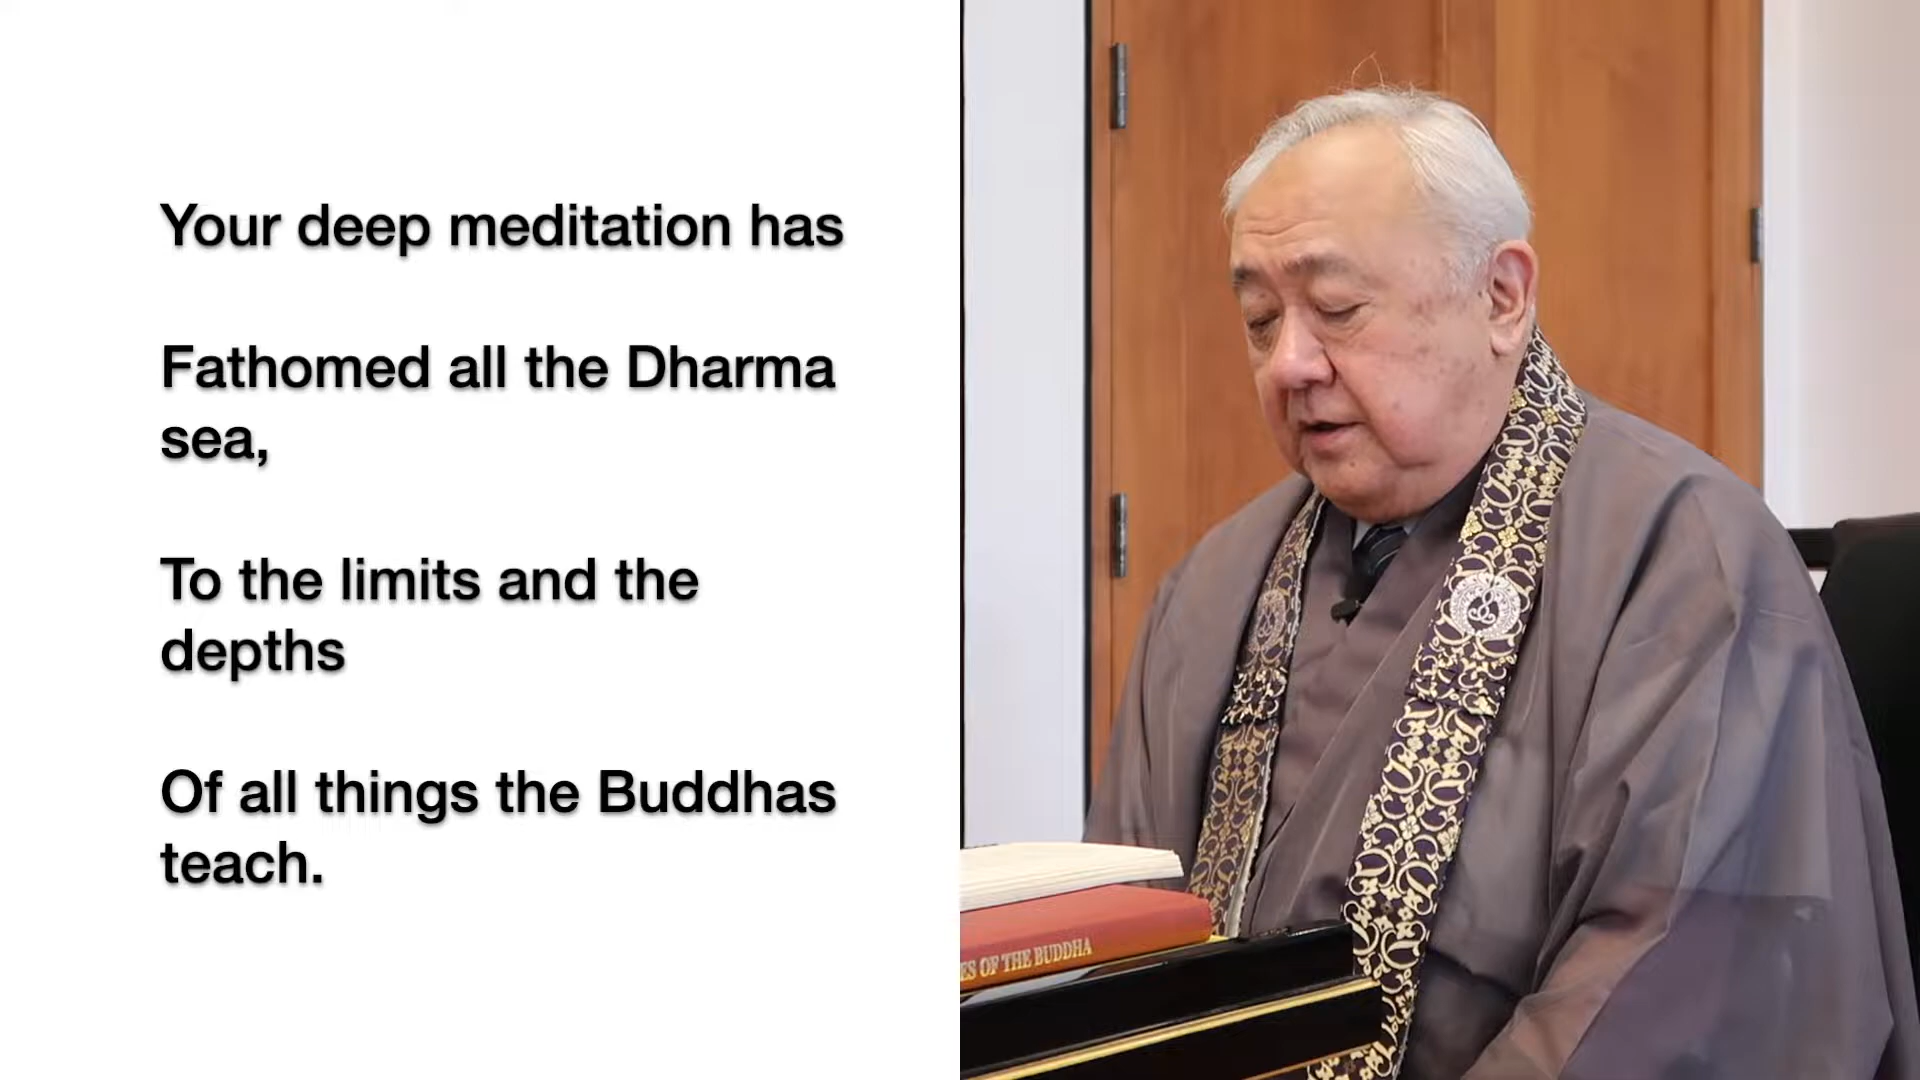 Your deep meditation has
Fathomed all the Dharma
sea,
To the limits and the
depths
Of all things the Buddhas
teach.
OF THE BUDDHA